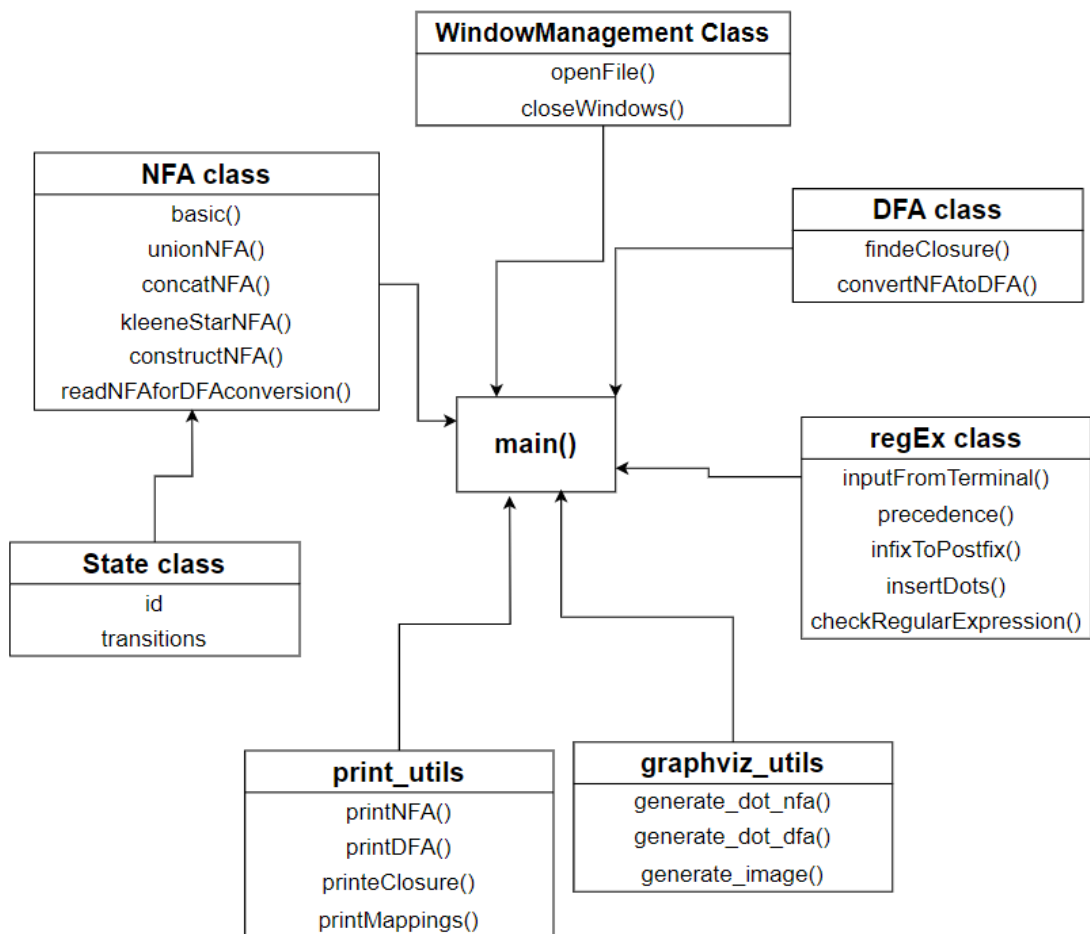 WindowManagement Class
openFile()
closeWindows()
NFA class
basic()
unionNFA()
concatNFA()
kleeneStarNFA()
constructNFA()
readNFAforDFAconversion()
DFA class
findeClosure()
convertNFAtoDFA()
main()
regEx class
inputFromTerminal()
precedence()
infixToPostfix()
insertDots()
checkRegularExpression()
State class
id
transitions
print_utils
printNFA()
printDFA()
printeClosure()
printMappings()
graphviz_utils
generate_dot_nfa()
generate_dot_dfa()
generate_image()